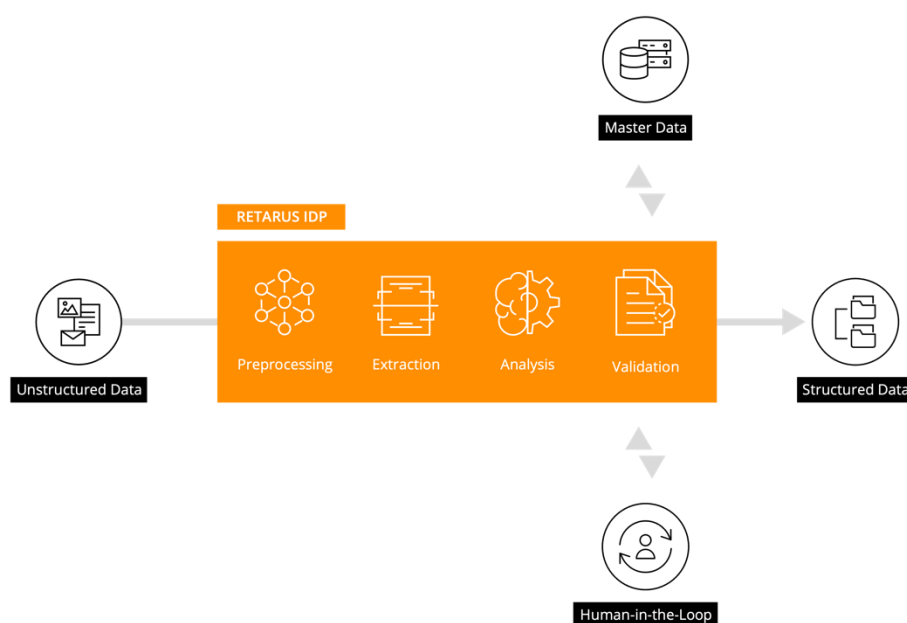 Master Data
RETARUS IDP
Preprocessing
Extraction
Analysis
Validation
Unstructured Data
Structured Data
Human-in-the-Loop